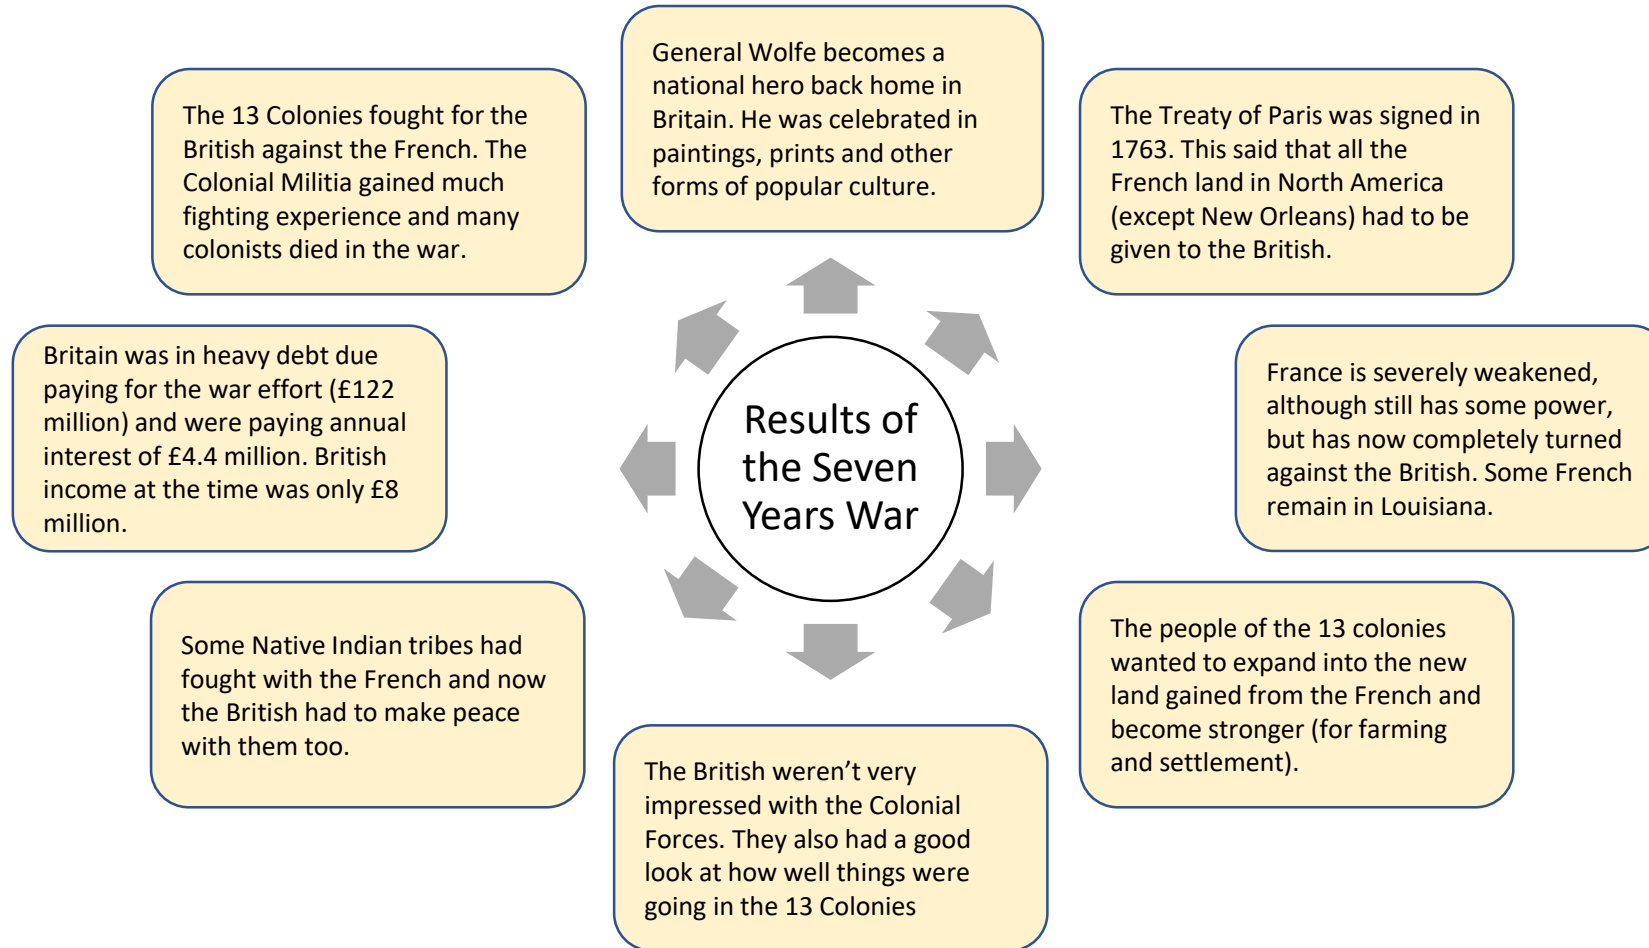 General Wolfe becomes a
national hero back home in
Britain. He was celebrated in
paintings, prints and other
forms of popular culture.
The 13 Colonies fought for the
British against the French. The
Colonial Militia gained much
fighting experience and many
colonists died in the war.
The Treaty of Paris was signed in
1763. This said that all the
French land in North America
(except New Orleans) had to be
given to the British.
Britain was in heavy debt due
paying for the war effort (£122
million) and were paying annual
interest of £4.4 million. British
income at the time was only £8
million.
Results of
the Seven
Years War
France is severely weakened,
although still has some power,
but has now completely turned
against the British. Some French
remain in Louisiana.
Some Native Indian tribes had
fought with the French and now
the British had to make peace
with them too.
The people of the 13 colonies
wanted to expand into the new
land gained from the French and
become stronger (for farming
and settlement).
The British weren’t very
impressed with the Colonial
Forces. They also had a good
look at how well things were
going in the 13 Colonies